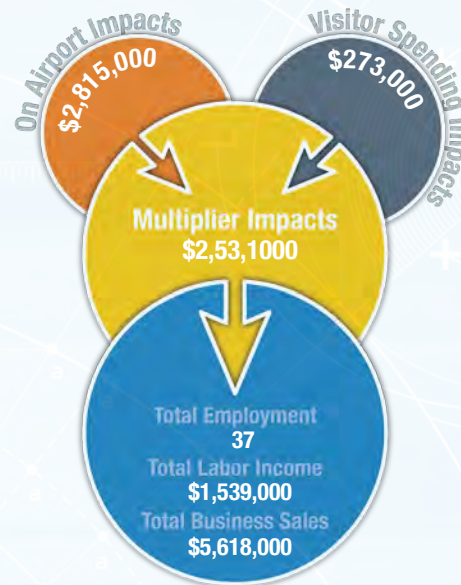 On Airport Impacts
$2,815,000
Visitor Spending Impacts
$273,000
Multiplier Impacts
$2,53,1000
Total Employment
37
Total Labor Income
$1,539,000
Total Business Sales
$5,618,000